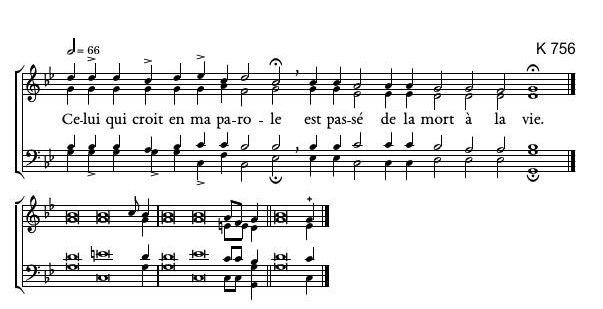 = 66
K 756
Ce-lui qui croit en ma pa-ro - le est pas-sé de la mort à la vie.